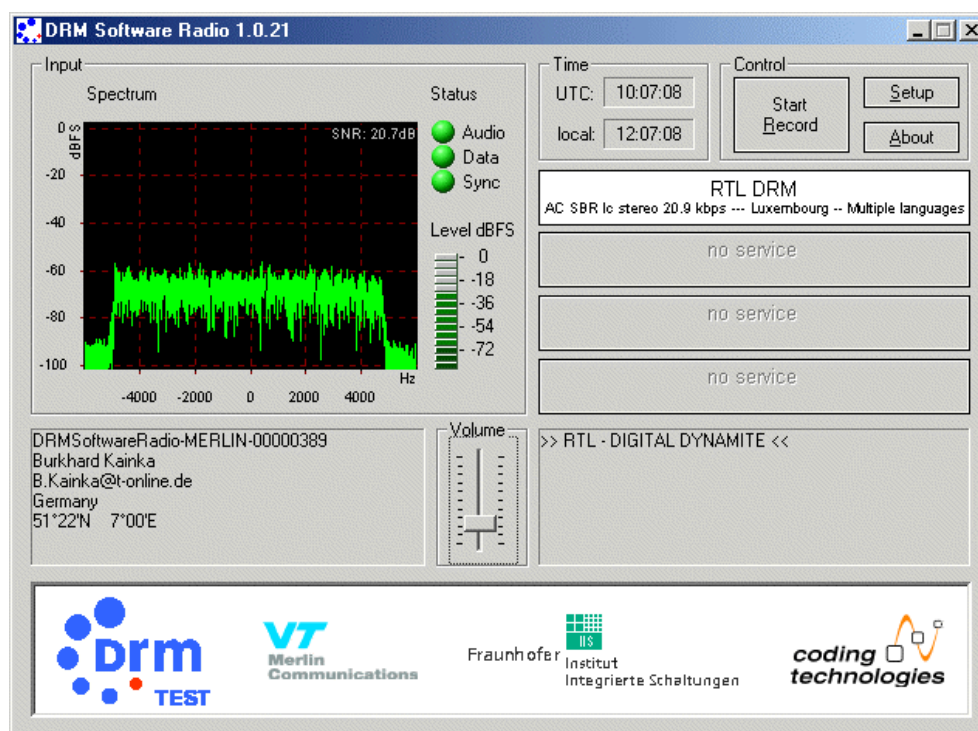 DRM Software Radio 1.0.21
Input
Spectrum
Status
0
dBFS
SNR: 20.7dB
-20
-40
-60
-80
-100
Hz
-4000 -2000 0 2000 4000
Audio
Data
Sync
Level dBFS
0
-18
-36
-54
-72
Time
UTC: 10:07:08
local: 12:07:08
Control
Start
Record
Setup
About
RTL DRM
AC SBR lc stereo 20.9 kbps --- Luxembourg -- Multiple languages
no service
no service
no service
DRMSoftwareRadio-MERLIN-00000389
Burkhard Kainka
B.Kainka@t-online.de
Germany
51°22'N 7°00'E
Volume
>> RTL - DIGITAL DYNAMITE <<
Drm
TEST
VT
Merlin
Communications
Fraunhofer
IIS
Institut
Integrierte Schaltungen
coding
technologies